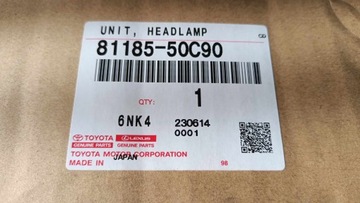 UNIT, HEADLAMP
81185-50C90
QTY: 1
6NK4 230614
0001
TOYOTA LEXUS
GENUINE PARTS GENUINE PARTS
TOYOTA MOTOR CORPORATION
MADE IN JAPAN 98